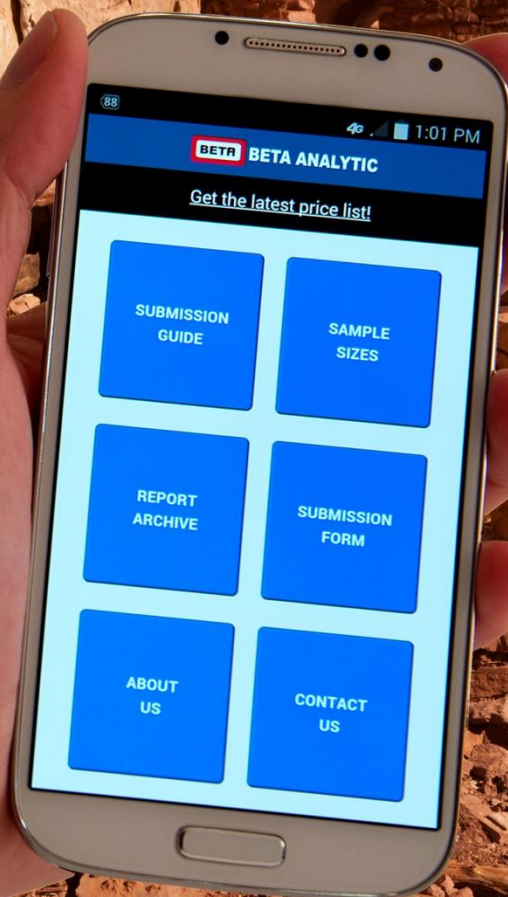 88
4G 1:01 PM
BETA BETA ANALYTIC
Get the latest price list!
SUBMISSION
GUIDE
SAMPLE
SIZES
REPORT
ARCHIVE
SUBMISSION
FORM
ABOUT
US
CONTACT
US